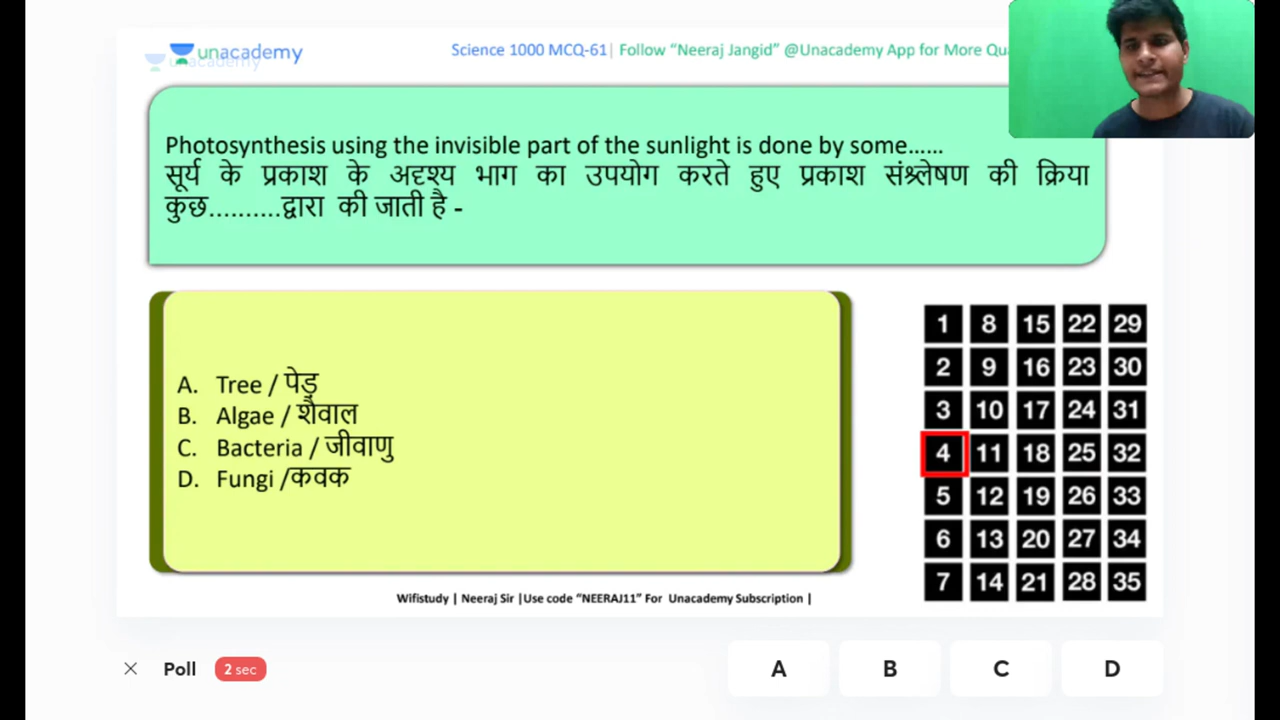 unacademy
unacademy
Science 1000 MCQ-61| Follow “Neeraj Jangid” @Unacademy App for More
Photosynthesis using the invisible part of the sunlight is done by some......
सूर्य के प्रकाश के अदृश्य भाग का उपयोग करते हुए प्रकाश संश्लेषण की क्रिया
कुछ..........द्वारा की जाती है -
A. Tree / पेड़
B. Algae / शैवाल
C. Bacteria / जीवाणु
D. Fungi /कवक
1 8 15 22 29
2 9 16 23 30
3 10 17 24 31
4 11 18 25 32
5 12 19 26 33
6 13 20 27 34
7 14 21 28 35
Wifistudy | Neeraj Sir |Use code “NEERAJ11” For Unacademy Subscription |
Poll 2 sec A B C D